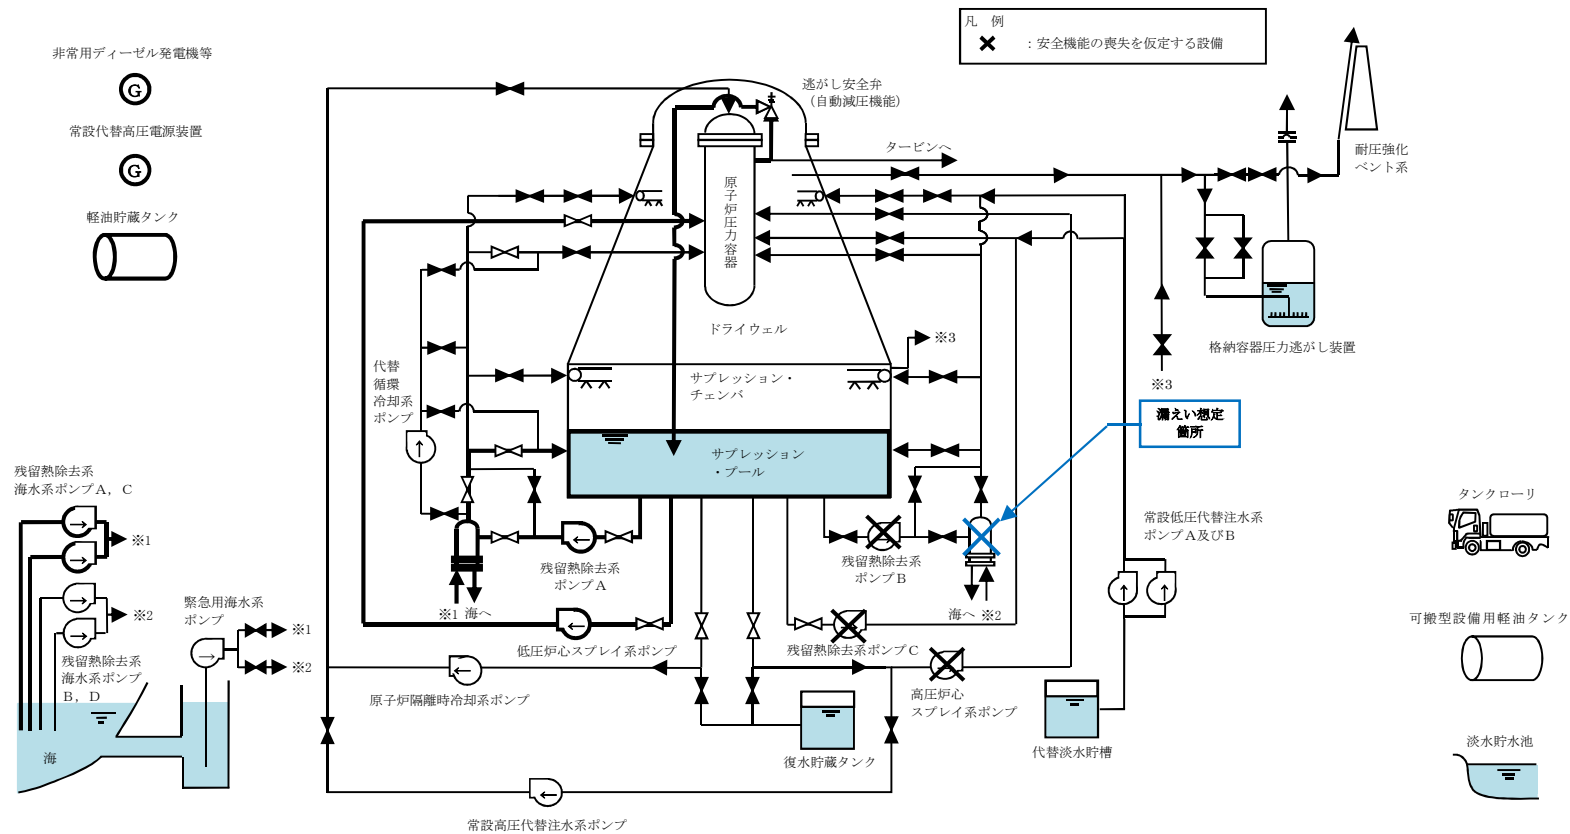 凡　例
：安全機能の喪失を仮定する設備
非常用ディーゼル発電機等
G
常設代替高圧電源装置
G
軽油貯蔵タンク
逃がし安全弁
（自動減圧機能）
タービンへ
耐圧強化
ベント系
原子炉圧力容器
ドライウェル
※3
格納容器圧力逃がし装置
※3
代替
循環
冷却系
ポンプ
サプレッション・
チェンバ
漏えい想定
箇所
サプレッション
・プール
残留熱除去系
海水系ポンプA，C
※1
※2
残留熱除去系
海水系ポンプ
B，D
緊急用海水系
ポンプ
※1
※2
海
残留熱除去系
ポンプA
※1
海へ
低圧炉心スプレイ系ポンプ
原子炉隔離時冷却系ポンプ
常設高圧代替注水系ポンプ
残留熱除去系
ポンプB
海へ
※2
残留熱除去系ポンプC
高圧炉心
スプレイ系ポンプ
復水貯蔵タンク
常設低圧代替注水系
ポンプA及びB
代替淡水貯槽
タンクローリ
可搬型設備用軽油タンク
淡水貯水池